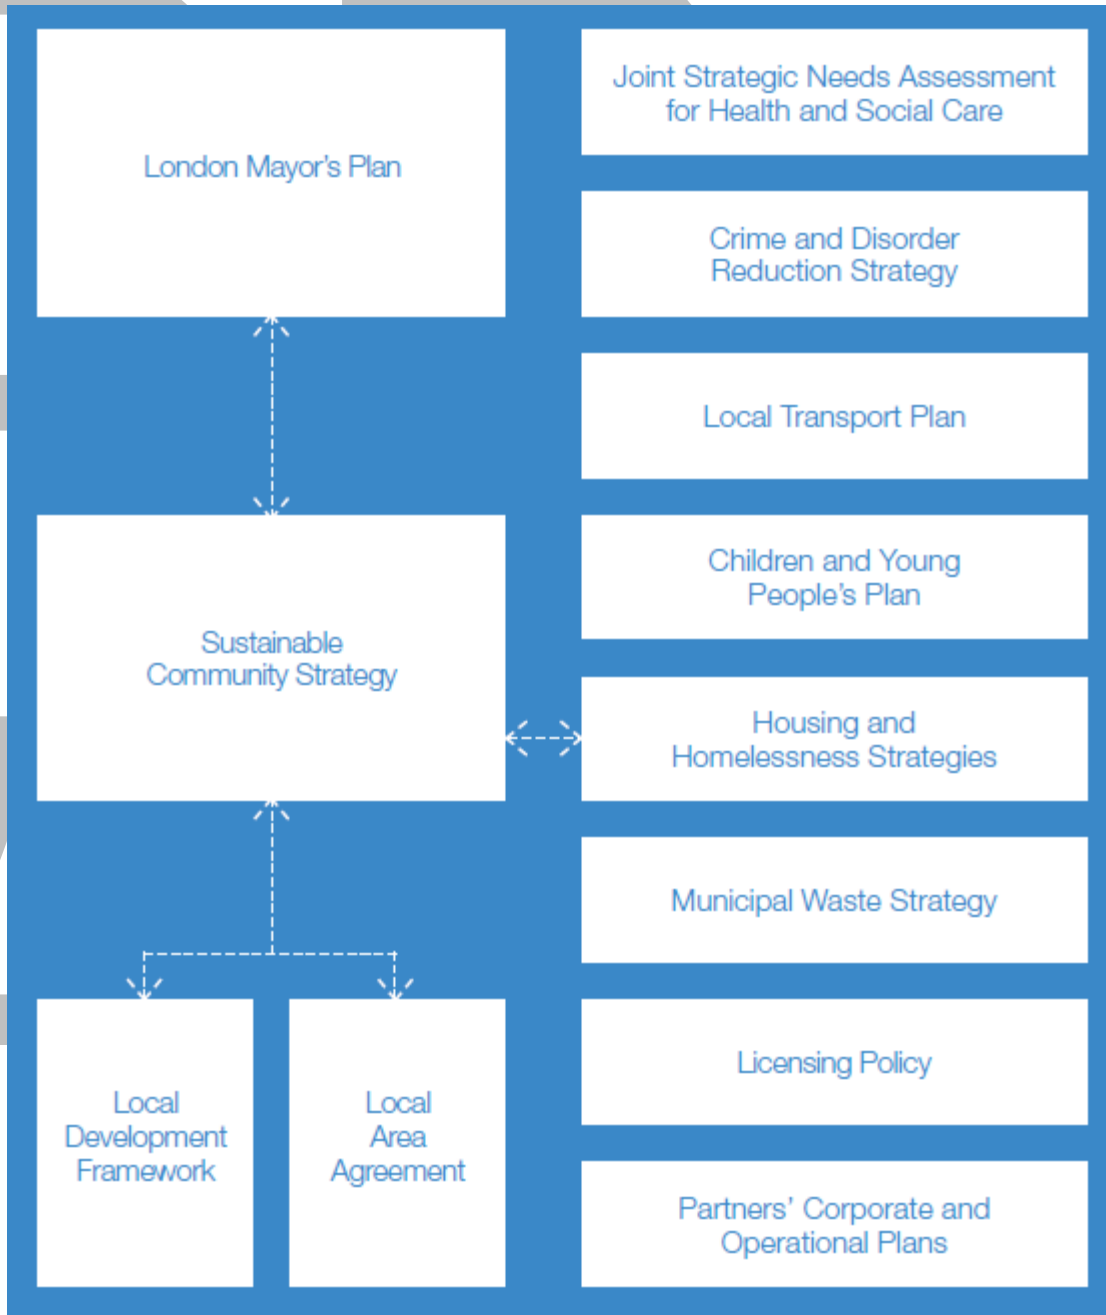 London Mayor’s Plan
Sustainable
Community Strategy
Local
Development
Framework
Local
Area
Agreement
Joint Strategic Needs Assessment
for Health and Social Care
Crime and Disorder
Reduction Strategy
Local Transport Plan
Children and Young
People’s Plan
Housing and
Homelessness Strategies
Municipal Waste Strategy
Licensing Policy
Partners’ Corporate and
Operational Plans